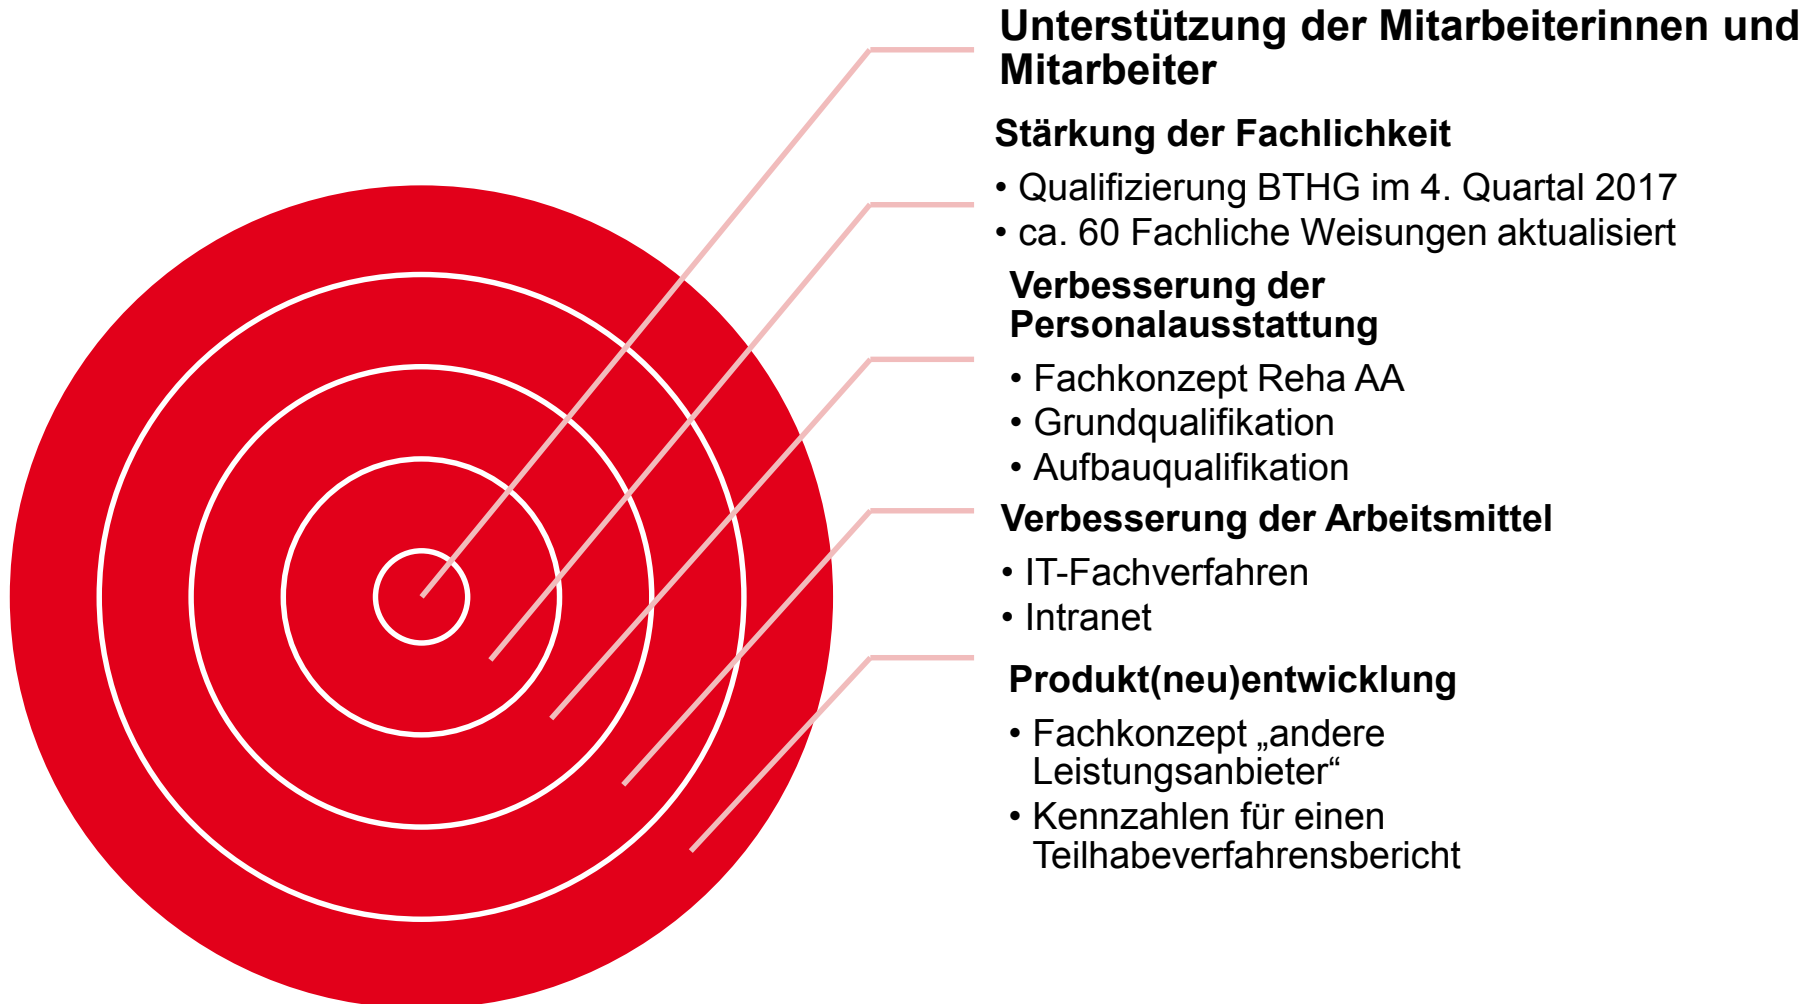 Unterstützung der Mitarbeiterinnen und
Mitarbeiter
Stärkung der Fachlichkeit
• Qualifizierung BTHG im 4. Quartal 2017
• ca. 60 Fachliche Weisungen aktualisiert
Verbesserung der
Personalausstattung
• Fachkonzept Reha AA
• Grundqualifikation
• Aufbauqualifikation
Verbesserung der Arbeitsmittel
• IT-Fachverfahren
• Intranet
Produkt(neu)entwicklung
• Fachkonzept „andere
Leistungsanbieter“
• Kennzahlen für einen
Teilhabeverfahrensbericht